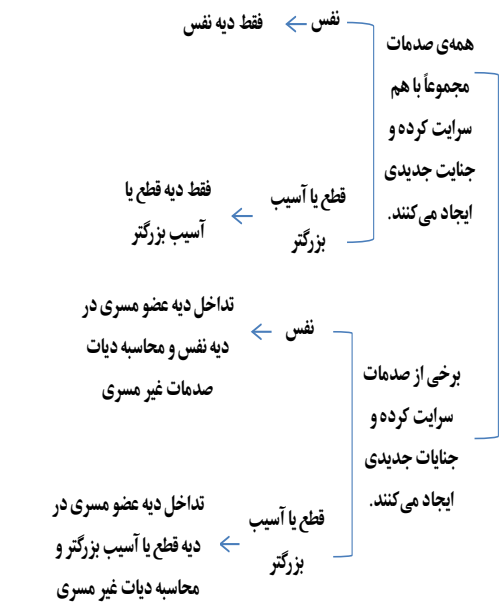 همه‌ی صدمات
مجموعاً با هم
سرایت کرده و
جنایت جدیدی
ایجاد می‌کنند.
نفس
فقط دیه نفس
قطع یا آسیب
بزرگتر
فقط دیه قطع یا
آسیب بزرگتر
برخی از صدمات
سرایت کرده و
جنایات جدیدی
ایجاد می‌کنند.
نفس
تداخل دیه عضو مسری در
دیه نفس و محاسبه دیات
صدمات غیر مسری
قطع یا آسیب
بزرگتر
تداخل دیه عضو مسری در
دیه قطع یا آسیب بزرگتر و
محاسبه دیات غیر مسری